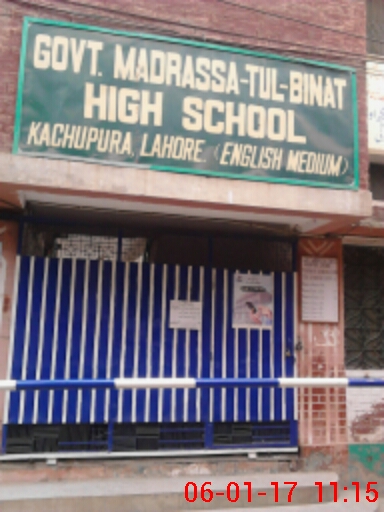 GOVT. MADRASSA-TUL-BINAT
HIGH SCHOOL
KACHUPURA, LAHORE. (ENGLISH MEDIUM)
06-01-17 11:15